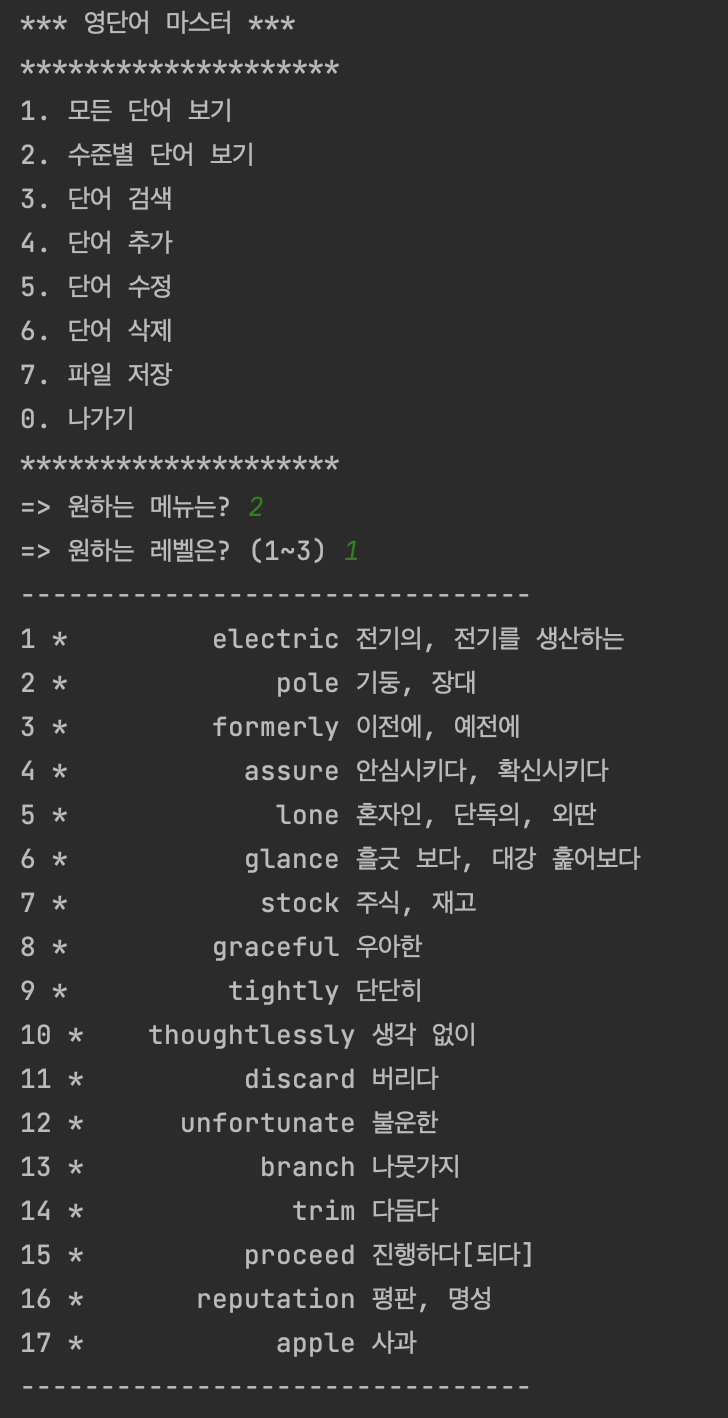 *** 영단어 마스터 ***
********************
1. 모든 단어 보기
2. 수준별 단어 보기
3. 단어 검색
4. 단어 추가
5. 단어 수정
6. 단어 삭제
7. 파일 저장
0. 나가기
********************
=> 원하는 메뉴는? 2
=> 원하는 레벨은? (1~3) 1
--------------------------------
1 *         electric 전기의, 전기를 생산하는
2 *             pole 기둥, 장대
3 *         formerly 이전에, 예전에
4 *           assure 안심시키다, 확신시키다
5 *             lone 혼자인, 단독의, 외딴
6 *           glance 흘긋 보다, 대강 훑어보다
7 *            stock 주식, 재고
8 *         graceful 우아한
9 *          tightly 단단히
10 *    thoughtlessly 생각 없이
11 *          discard 버리다
12 *      unfortunate 불운한
13 *           branch 나뭇가지
14 *             trim 다듬다
15 *          proceed 진행하다[되다]
16 *       reputation 평판, 명성
17 *            apple 사과
--------------------------------